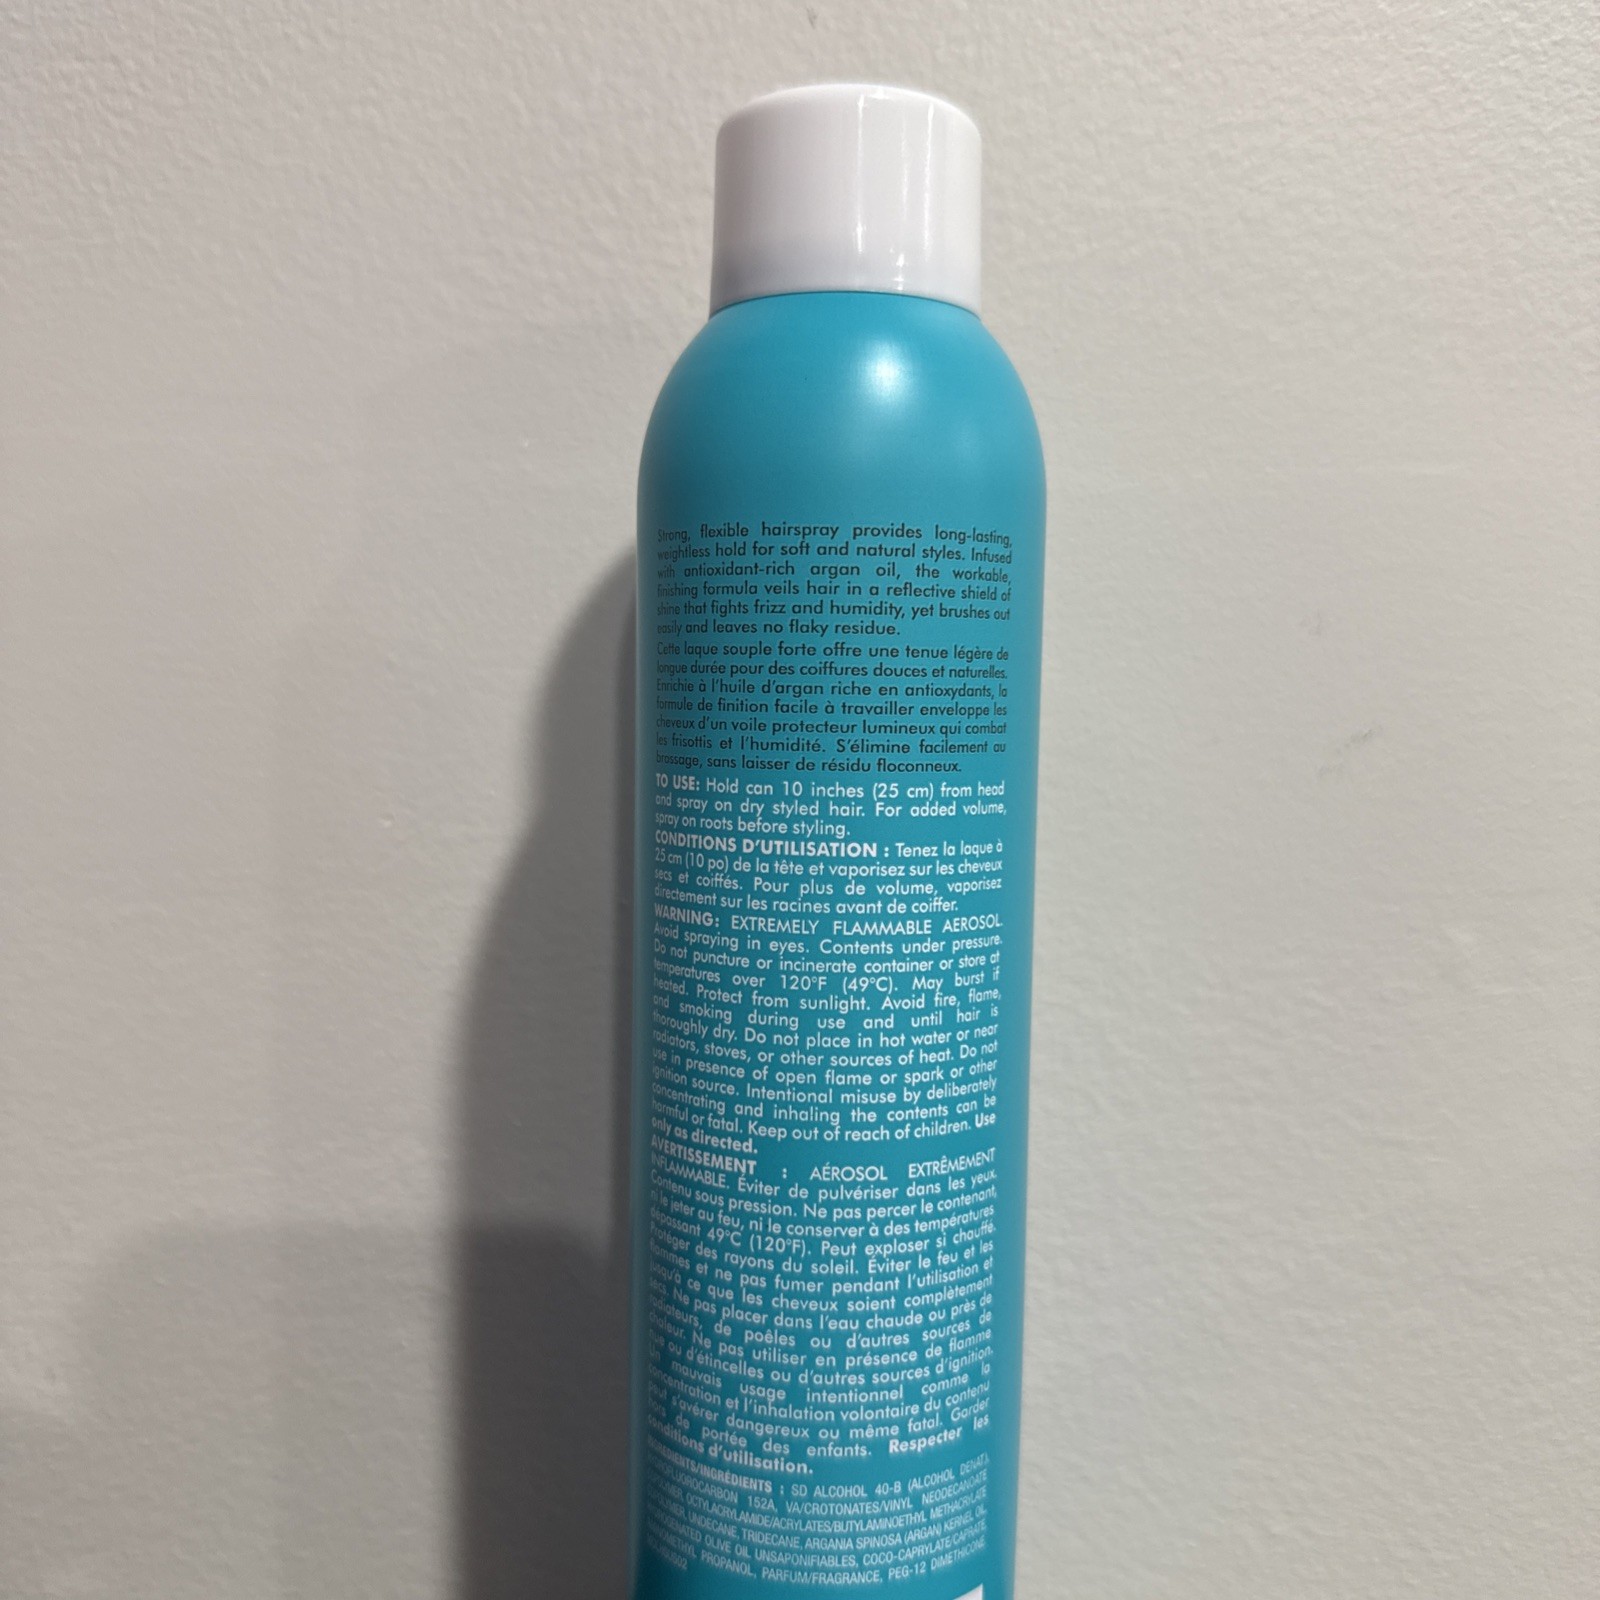 Strong, flexible hairspray provides long-lasting,
weightless hold for soft and natural styles. Infused
with antioxidant-rich argan oil, the workable,
finishing formula veils hair in a reflective shield of
shine that fights frizz and humidity, yet brushes out
easily and leaves no flaky residue.
Cette laque souple forte offre une tenue légère de
longue durée pour des coiffures douces et naturelles.
Enrichie à l'huile d'argan riche en antioxydants, la
formule de finition facile à travailler enveloppe les
cheveux d'un voile protecteur lumineux qui combat
les frisottis et l'humidité. S'élimine facilement au
brossage, sans laisser de résidu floconneux.
TO USE: Hold can 10 inches (25 cm) from head
and spray on dry styled hair. For added volume,
spray on roots before styling.
CONDITIONS D'UTILISATION : Tenez la laque à
25 cm (10 po) de la tête et vaporisez sur les cheveux
secs et coiffés. Pour plus de volume, vaporisez
directement sur les racines avant de coiffer.
WARNING: EXTREMELY FLAMMABLE AEROSOL.
Avoid spraying in eyes. Contents under pressure.
Do not puncture or incinerate container or store at
temperatures over 120°F (49°C). May burst if
heated. Protect from sunlight. Avoid fire, flame,
and smoking during use and until hair is
thoroughly dry. Do not place in hot water or near
radiators, stoves, or other sources of heat. Do not
use in presence of open flame or spark or other
ignition source. Intentional misuse by deliberately
concentrating and inhaling the contents can be
harmful or fatal. Keep out of reach of children. Use
only as directed.
AVERTISSEMENT : AÉROSOL EXTRÊMEMENT
INFLAMMABLE. Éviter de pulvériser dans les yeux.
Contenu sous pression. Ne pas percer le contenant,
ni le jeter au feu, ni le conserver à des températures
dépassant 49°C (120°F). Peut exploser si chauffé.
Protéger des rayons du soleil. Éviter le feu et les
flammes et ne pas fumer pendant l'utilisation et
jusqu'à ce que les cheveux soient complètement
secs. Ne pas placer dans l'eau chaude ou près de
radiateurs, de poêles ou d'autres sources de
chaleur. Ne pas utiliser en présence de flamme
nue ou d'étincelles ou d'autres sources d'ignition.
Un mauvais usage intentionnel comme la
concentration et l'inhalation volontaire du contenu
peut s'avérer dangereux ou même fatal. Garder
hors de portée des enfants. Respecter les
conditions d'utilisation.
INGREDIENTS/INGRÉDIENTS : SD ALCOHOL 40-B (ALCOHOL DENAT.),
HYDROFLUOROCARBON 152A, VA/CROTONATES/VINYL NEODECANOATE
COPOLYMER, OCTYLACRYLAMIDE/ACRYLATES/BUTYLAMINOETHYL METHACRYLATE
COPOLYMER, UNDECANE, TRIDECANE, ARGANIA SPINOSA (ARGAN) KERNEL OIL,
HYDROGENATED OLIVE OIL UNSAPONIFIABLES, COCO-CAPRYLATE/CAPRATE,
AMINOMETHYL PROPANOL, PARFUM/FRAGRANCE, PEG-12 DIMETHICONE